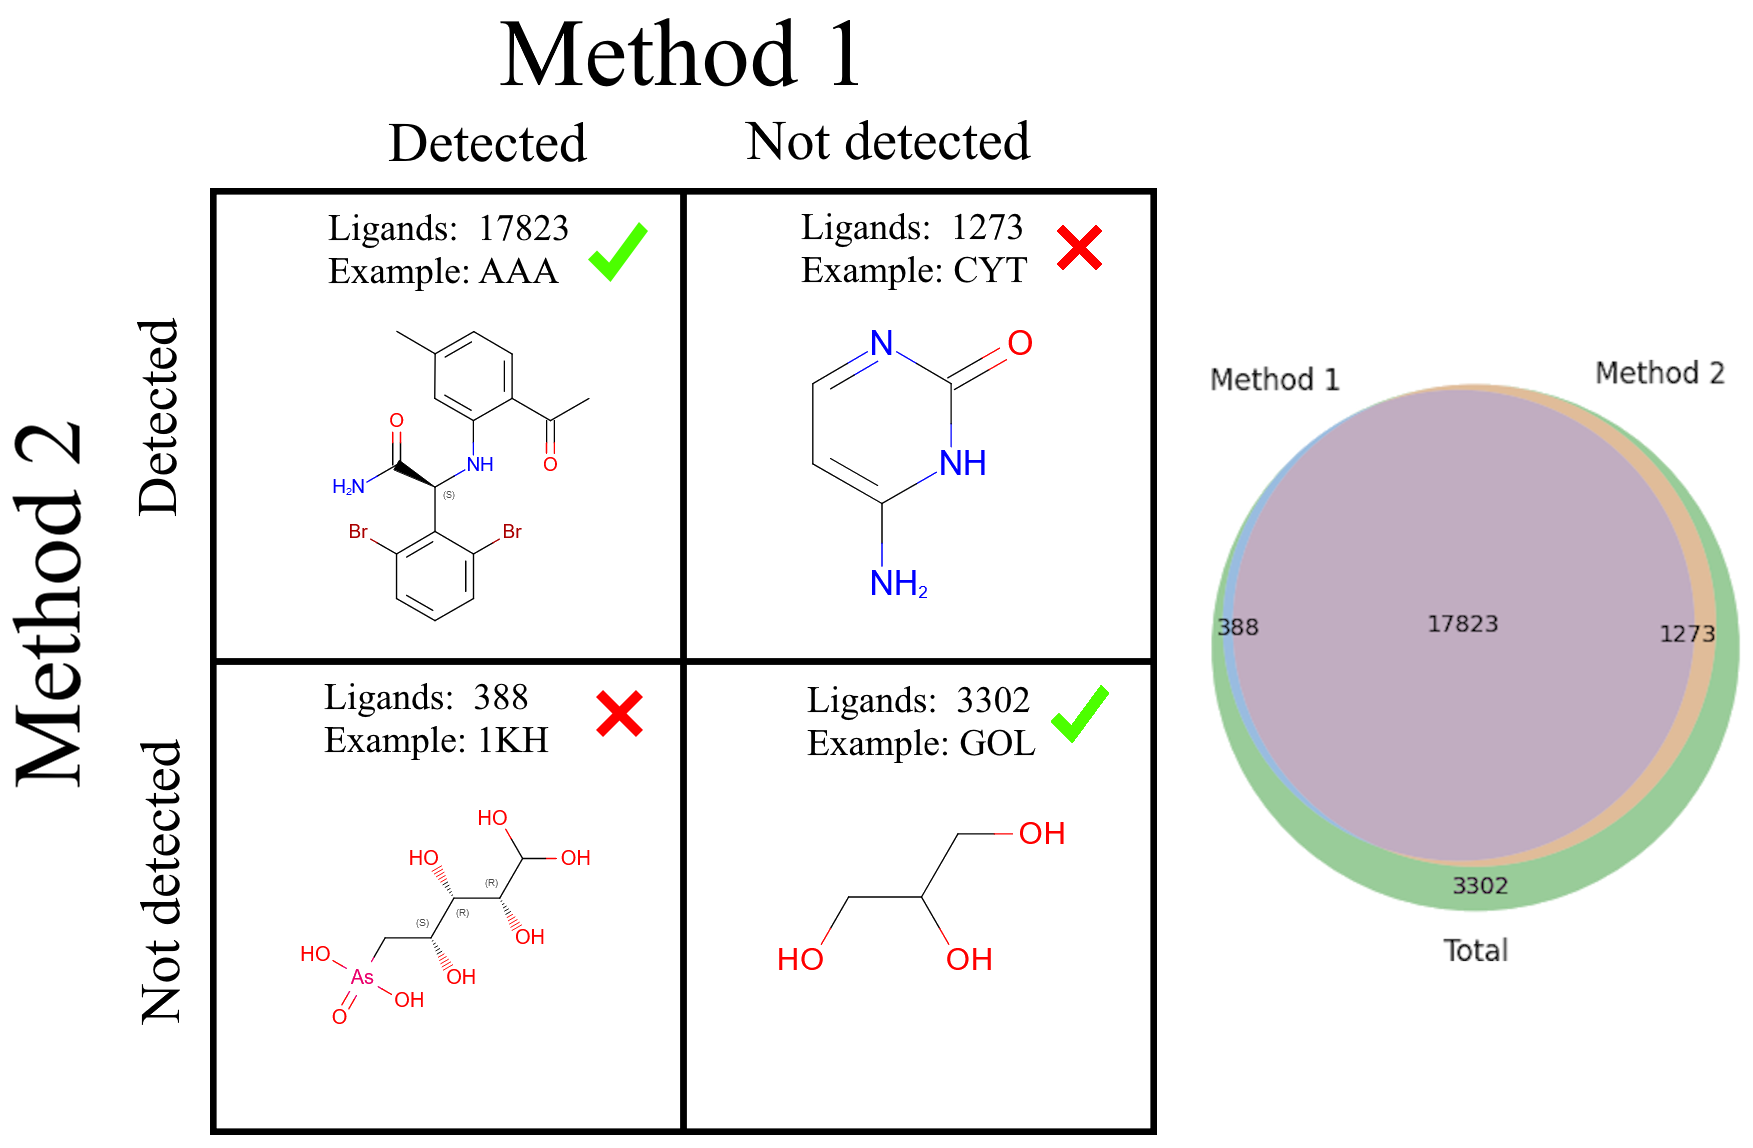 Method 1
Detected
Not detected
Method 2
Detected
Not detected
Ligands: 17823
Example: AAA
O
H₂N
NH
(S)
O
Br
Br
Ligands: 1273
Example: CYT
N
O
NH
NH₂
Ligands: 388
Example: 1KH
HO
HO
OH
(R)
(R)
(S)
OH
HO
As
OH
OH
O
Ligands: 3302
Example: GOL
OH
HO
OH
Method 1
Method 2
388
17823
1273
3302
Total